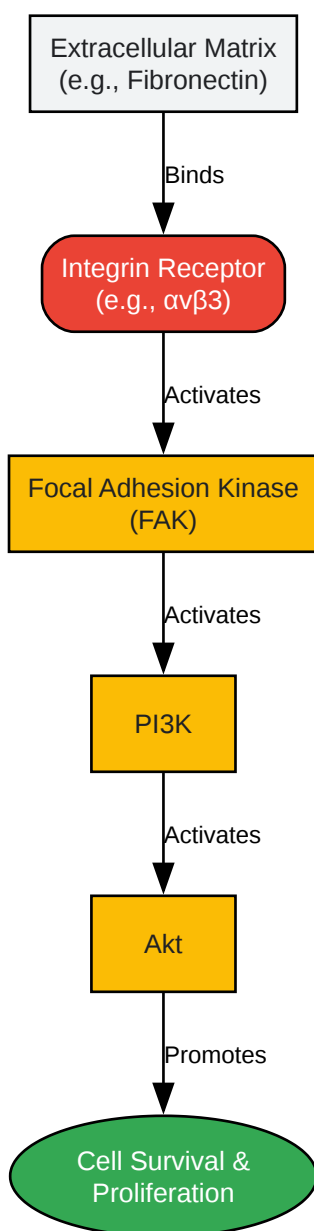 Extracellular Matrix
(e.g., Fibronectin)
Binds
Integrin Receptor
(e.g., αvβ3)
Activates
Focal Adhesion Kinase
(FAK)
Activates
PI3K
Activates
Akt
Promotes
Cell Survival &
Proliferation